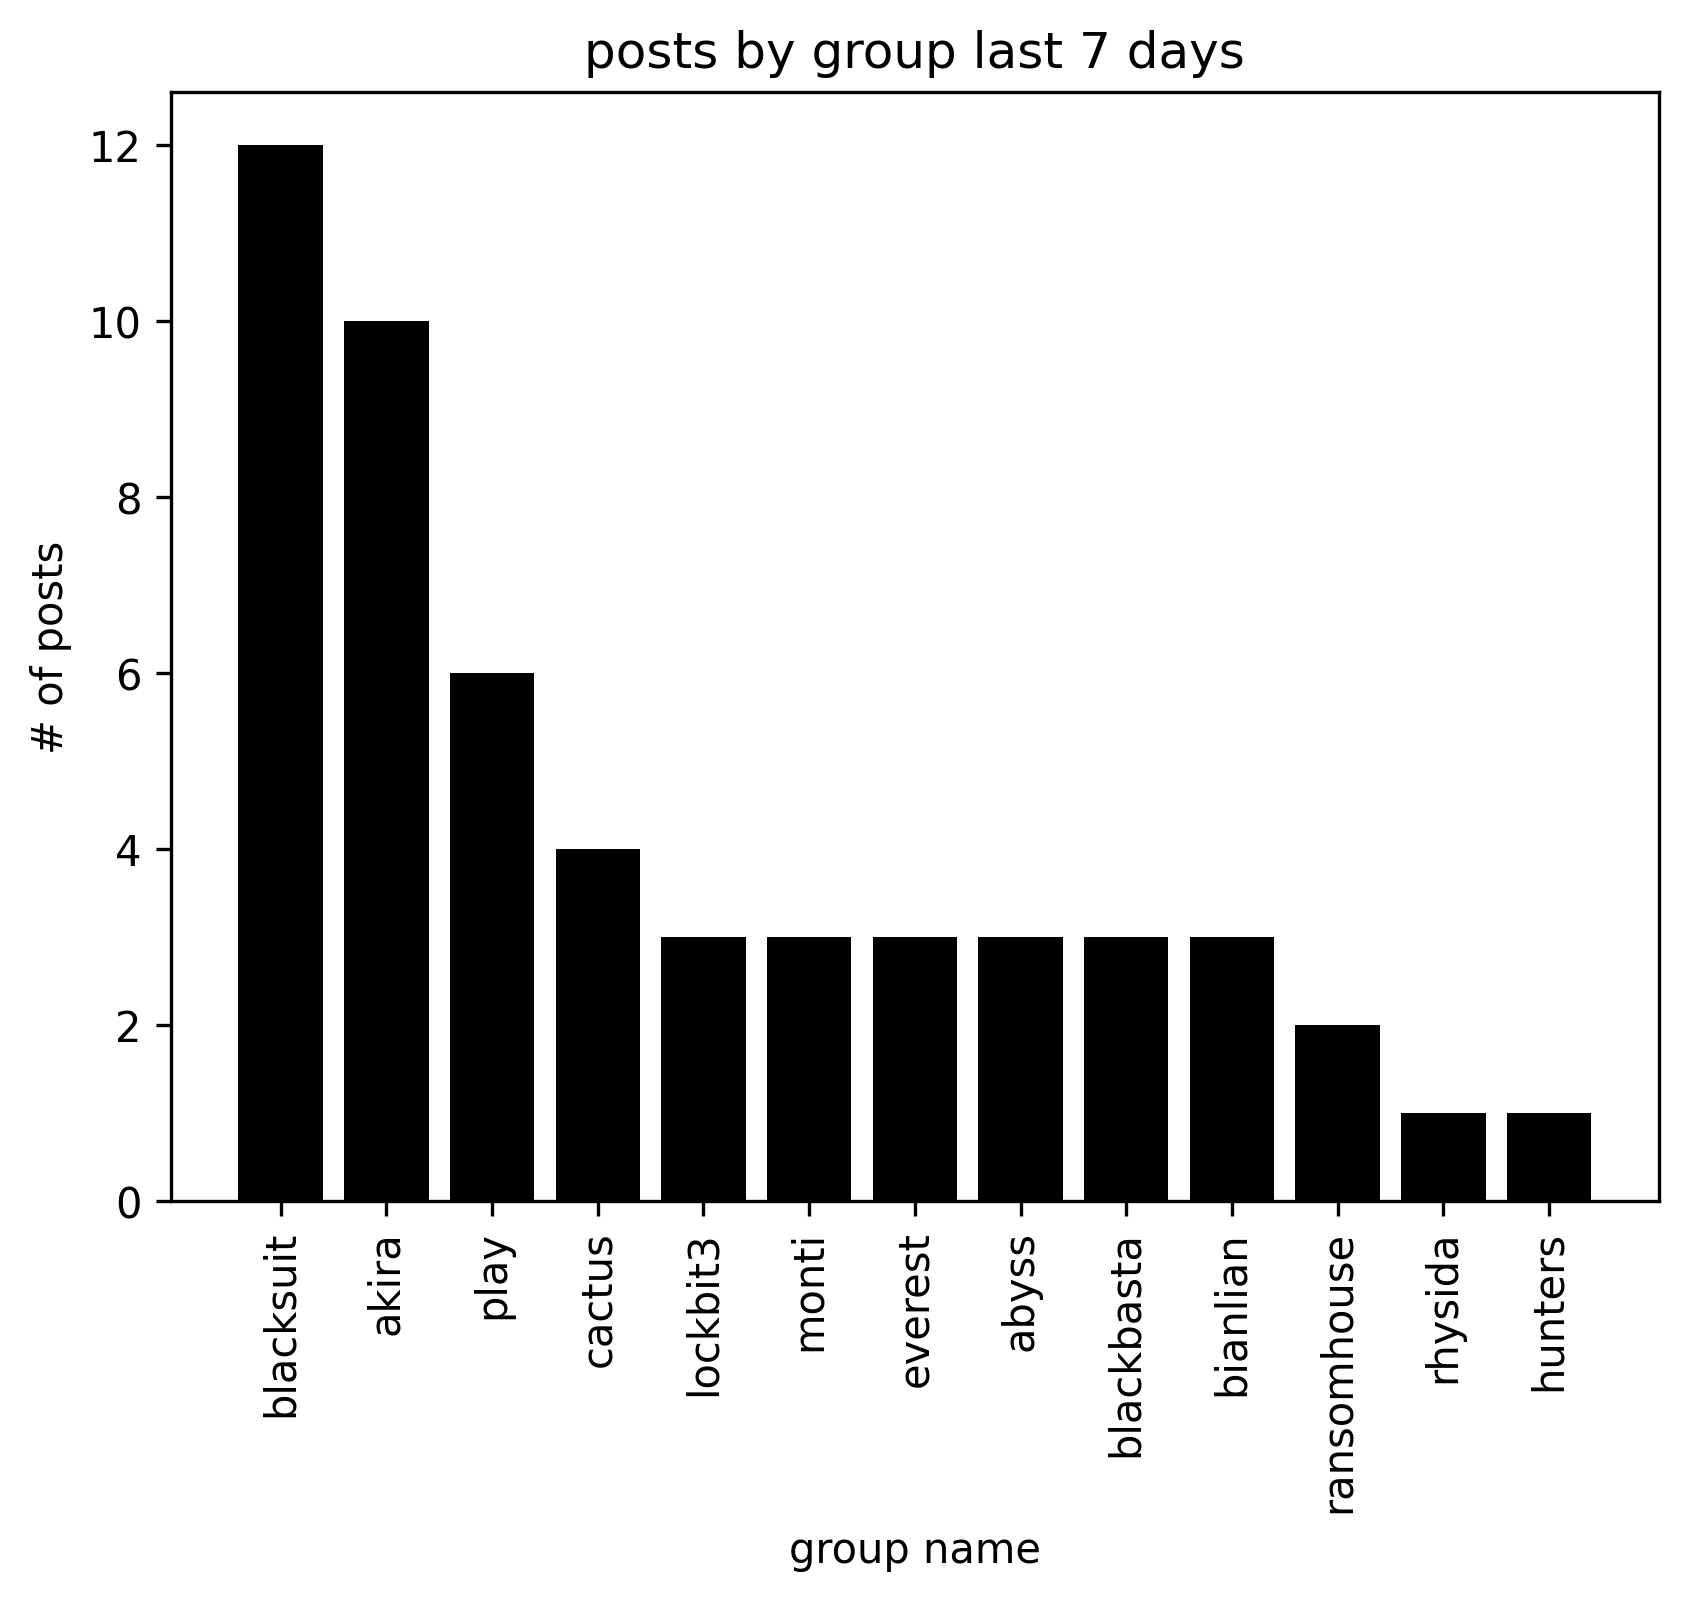 posts by group last 7 days
12
10
8
6
4
2
0
# of posts
blacksuit
akira
play
cactus
lockbit3
monti
everest
abyss
blackbasta
bianlian
ransomhouse
rhysida
hunters
group name